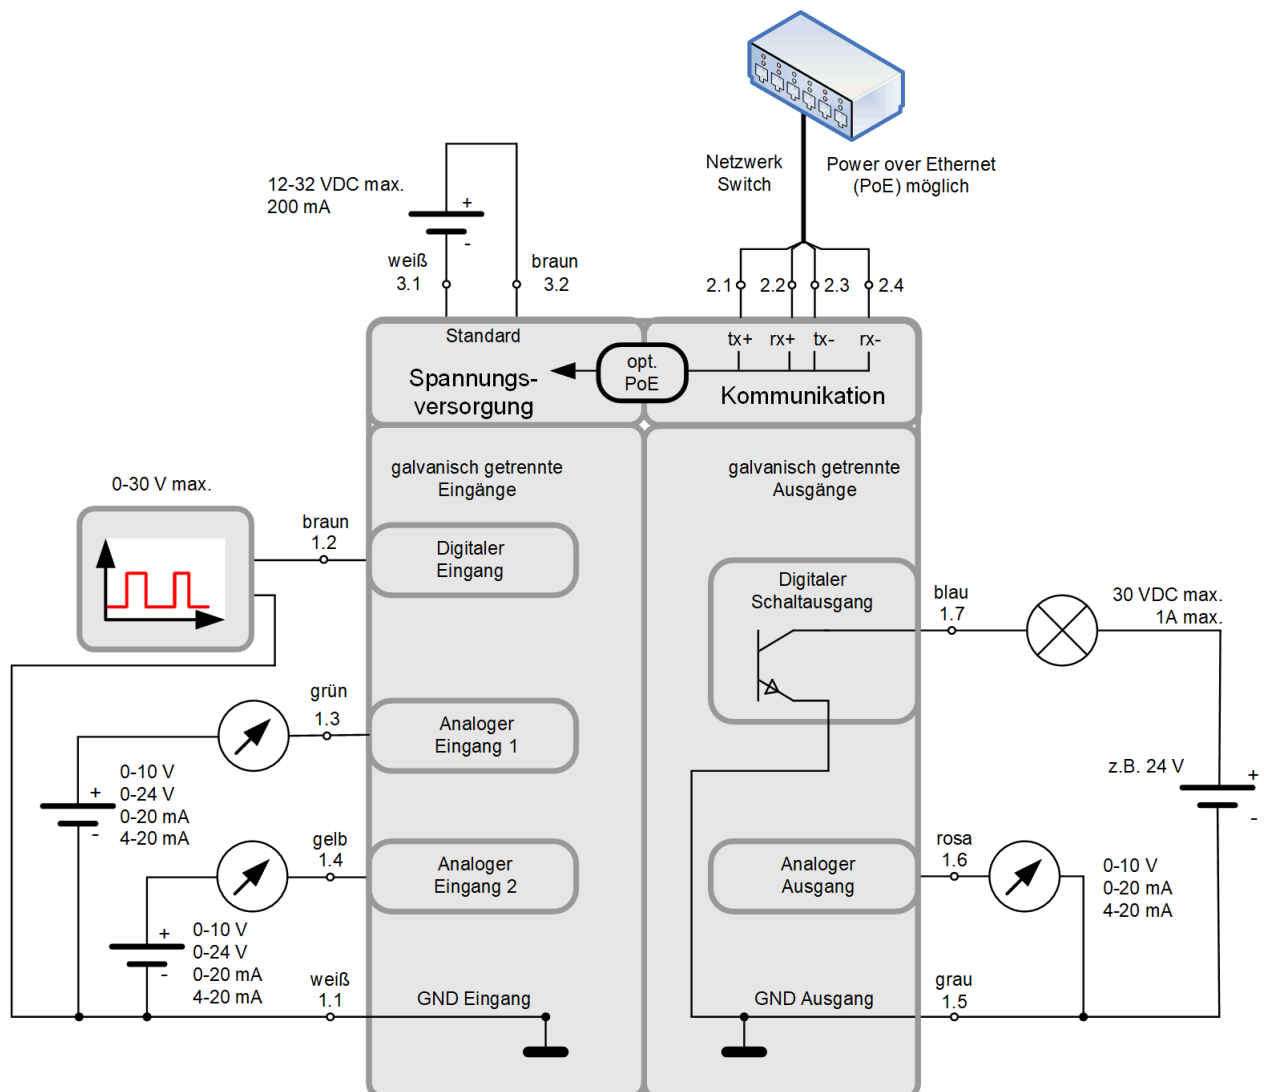 Netzwerk
Switch
Power over Ethernet
(PoE) möglich
12-32 VDC max.
200 mA
+
-
weiß
3.1
braun
3.2
2.1
2.2
2.3
2.4
Standard
tx+
rx+
tx-
rx-
opt.
PoE
Spannungs-
versorgung
Kommunikation
galvanisch getrennte
Eingänge
galvanisch getrennte
Ausgänge
0-30 V max.
braun
1.2
Digitaler
Eingang
Digitaler
Schaltausgang
blau
1.7
30 VDC max.
1A max.
grün
1.3
Analoger
Eingang 1
+
-
0-10 V
0-24 V
0-20 mA
4-20 mA
z.B. 24 V
+
-
gelb
1.4
Analoger
Eingang 2
Analoger
Ausgang
rosa
1.6
0-10 V
0-20 mA
4-20 mA
+
-
0-10 V
0-24 V
0-20 mA
4-20 mA
weiß
1.1
GND Eingang
GND Ausgang
grau
1.5